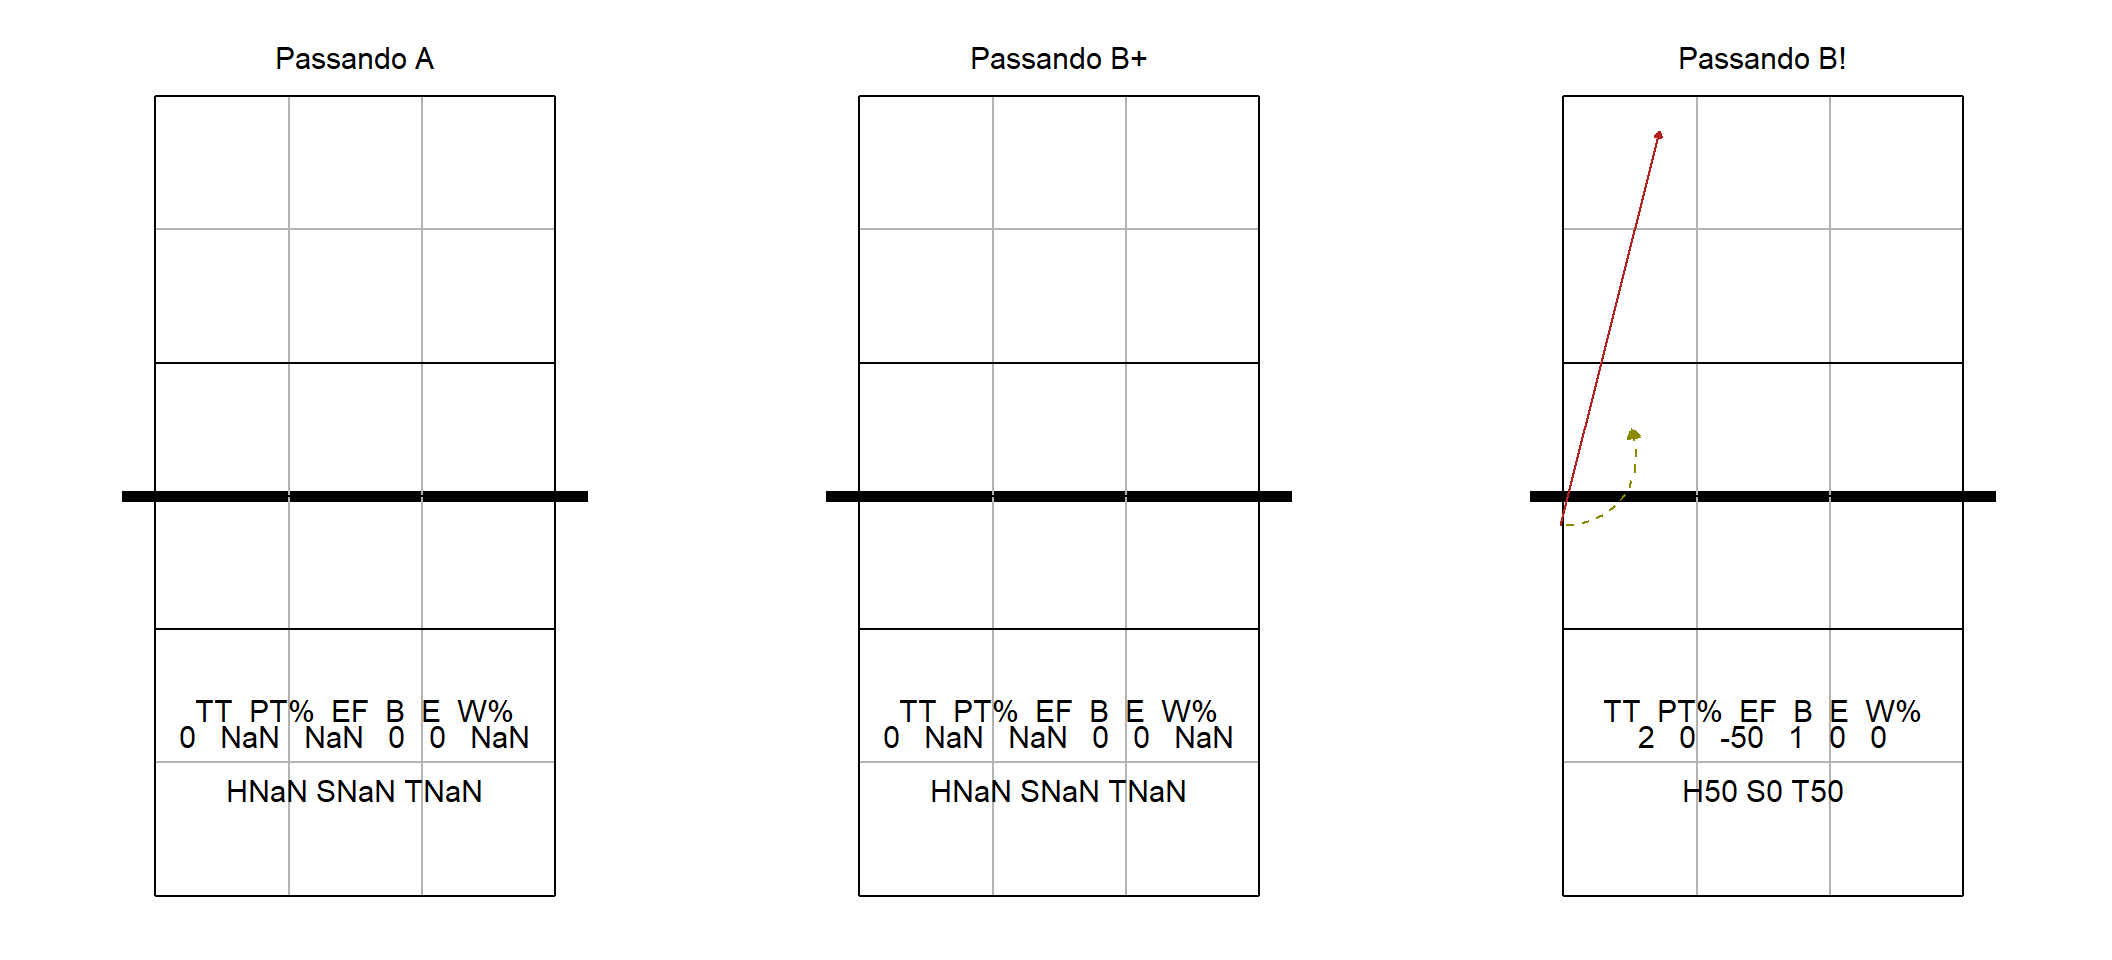 Passando A
TT PT% EF B E W%
0 NaN NaN 0 0 NaN
HNaN SNaN TNaN
Passando B+
TT PT% EF B E W%
0 NaN NaN 0 0 NaN
HNaN SNaN TNaN
Passando B!
TT PT% EF B E W%
2 0 -50 1 0 0
H50 S0 T50